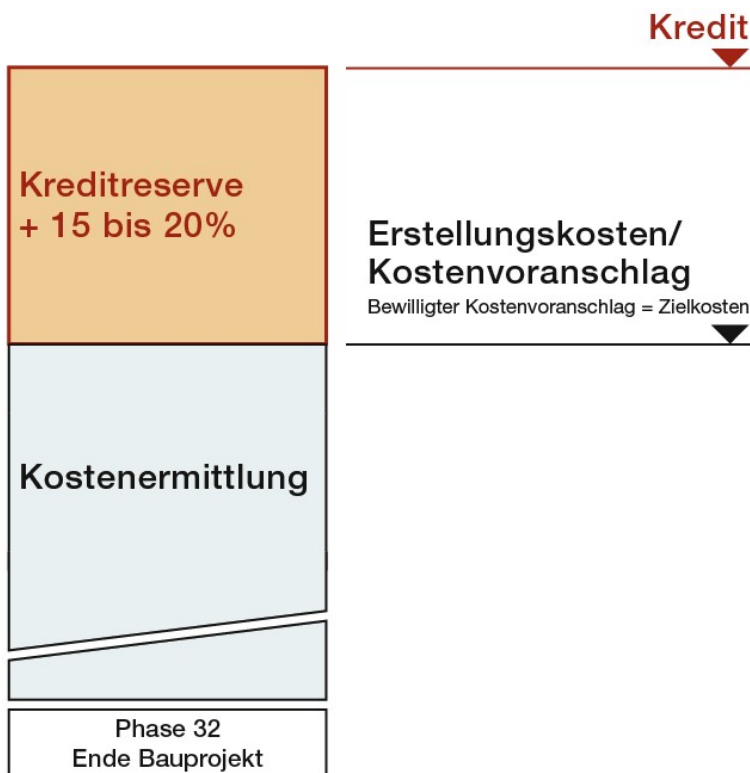 Kredit
Kreditreserve
+ 15 bis 20%
Erstellungskosten/
Kostenvoranschlag
Bewilligter Kostenvoranschlag = Zielkosten
Kostenermittlung
Phase 32
Ende Bauprojekt